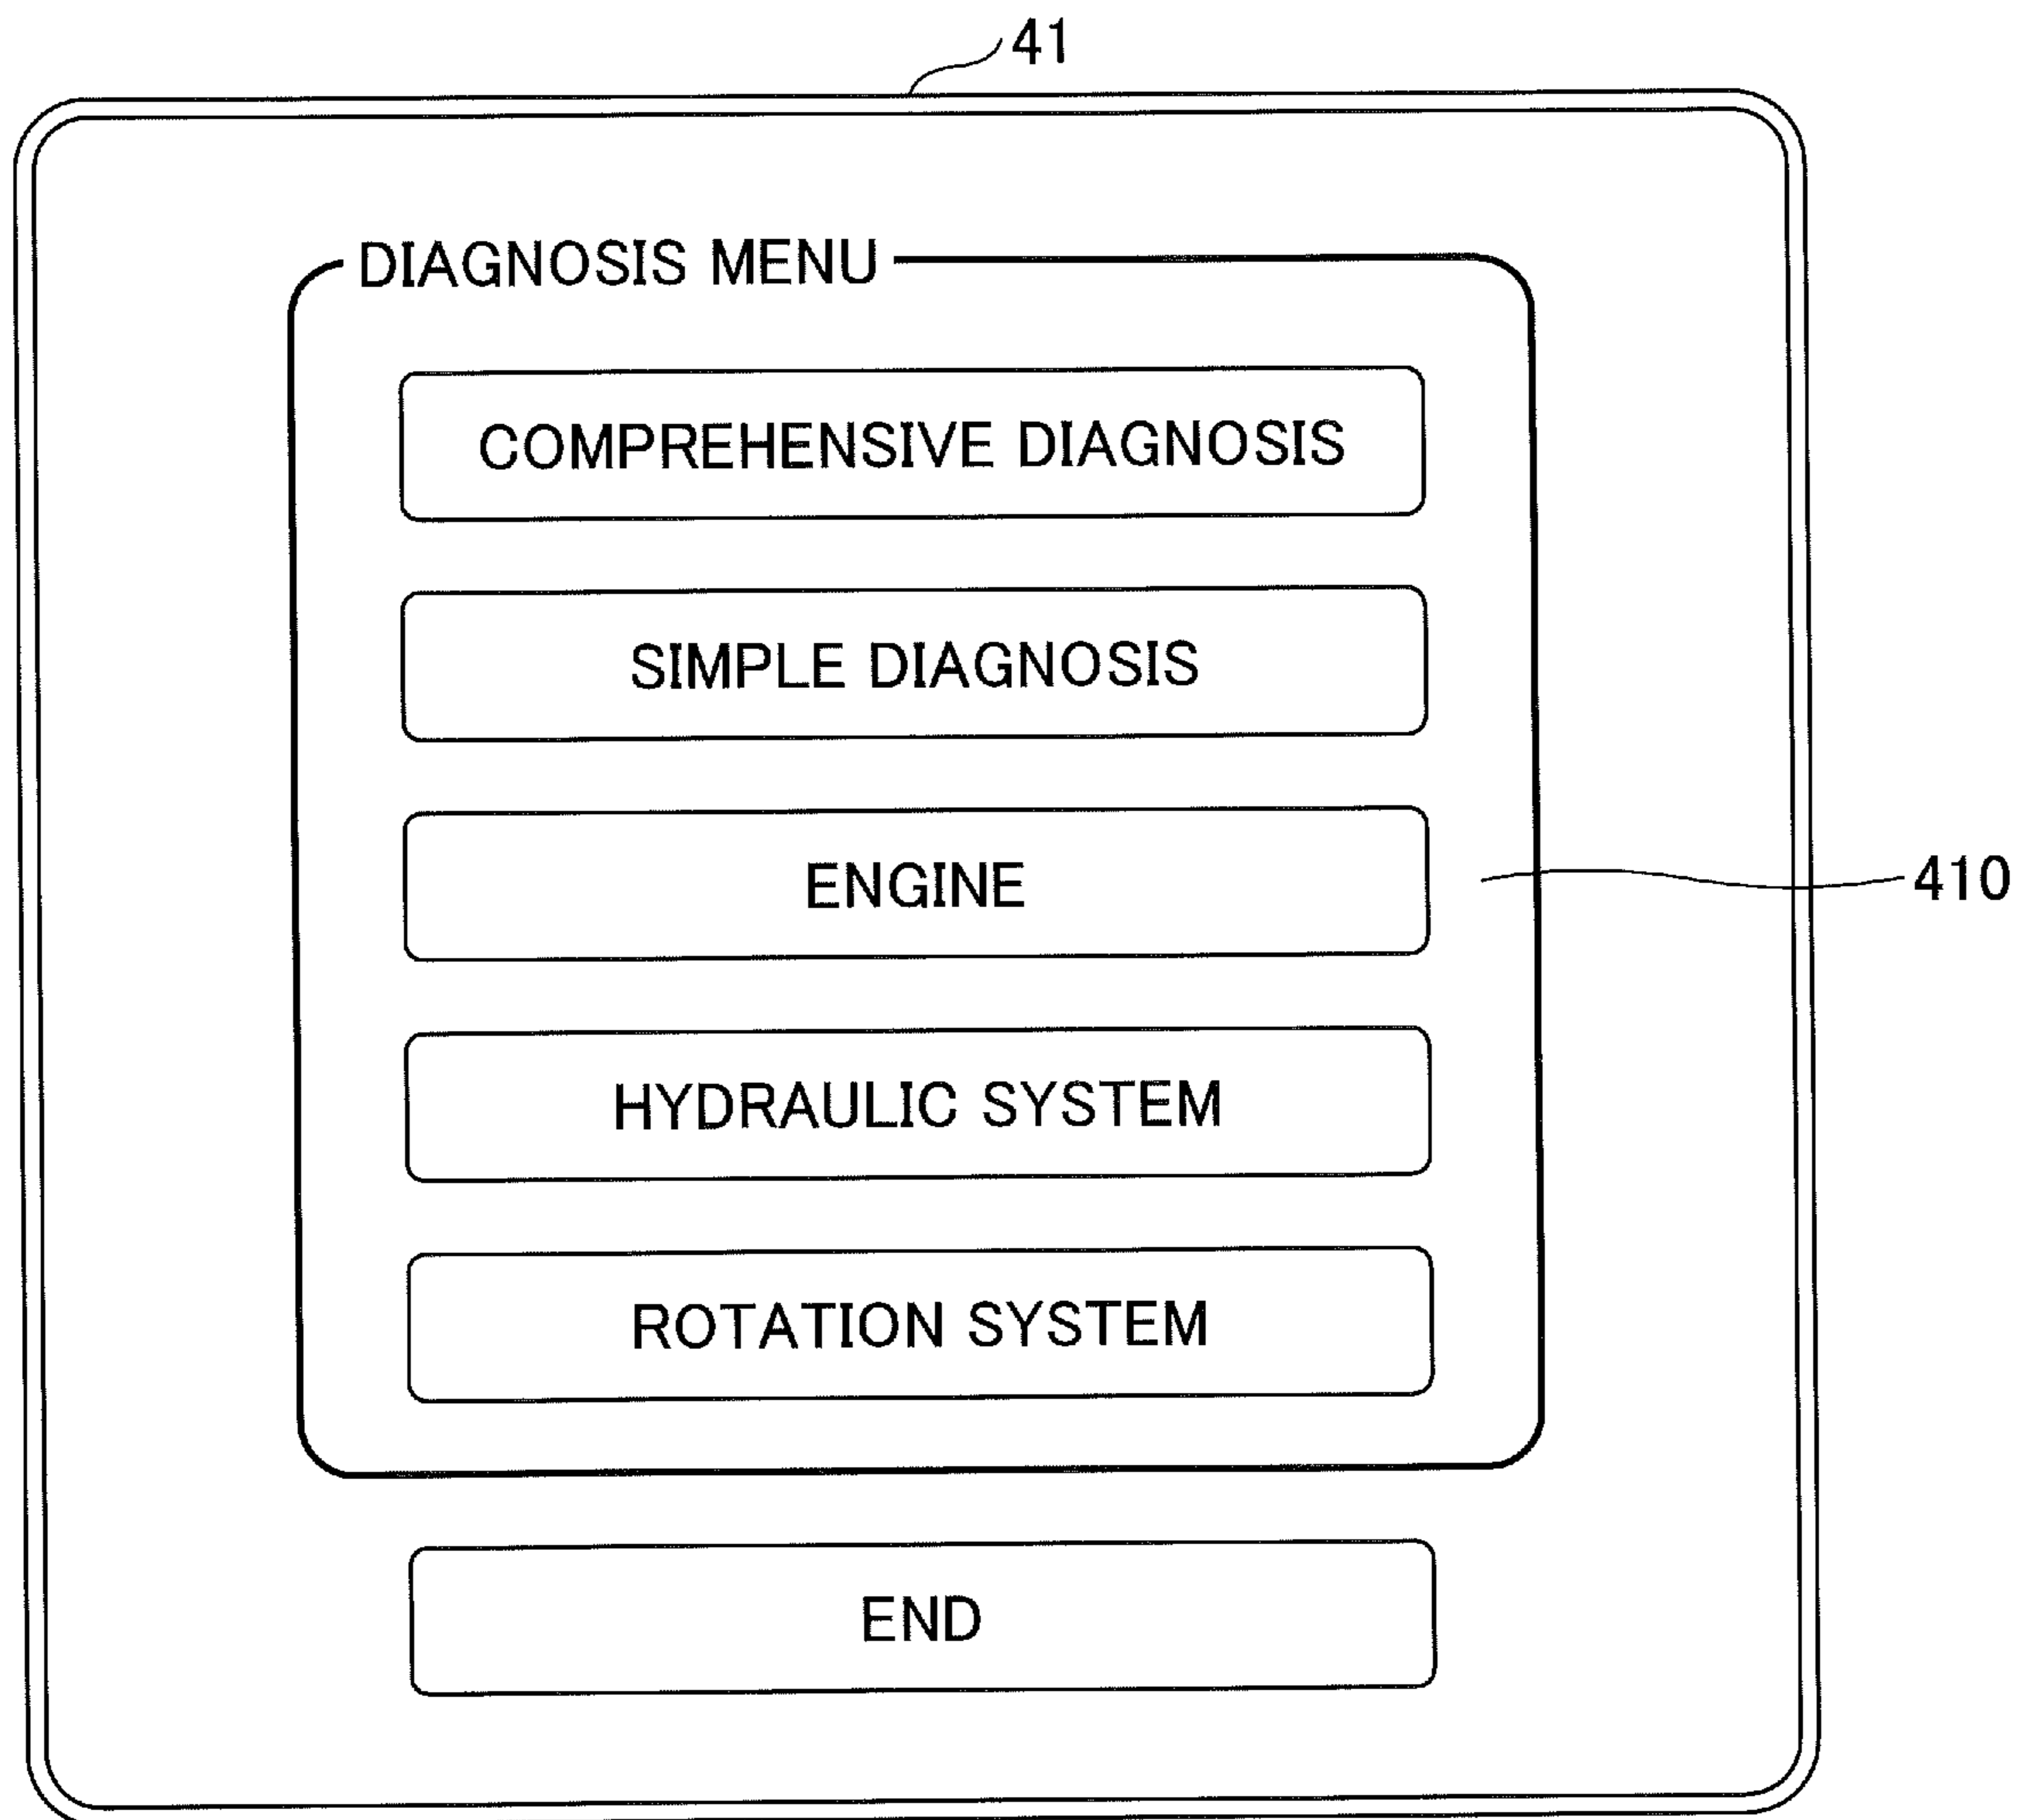 41
DIAGNOSIS MENU
COMPREHENSIVE DIAGNOSIS
SIMPLE DIAGNOSIS
ENGINE
410
HYDRAULIC SYSTEM
ROTATION SYSTEM
END